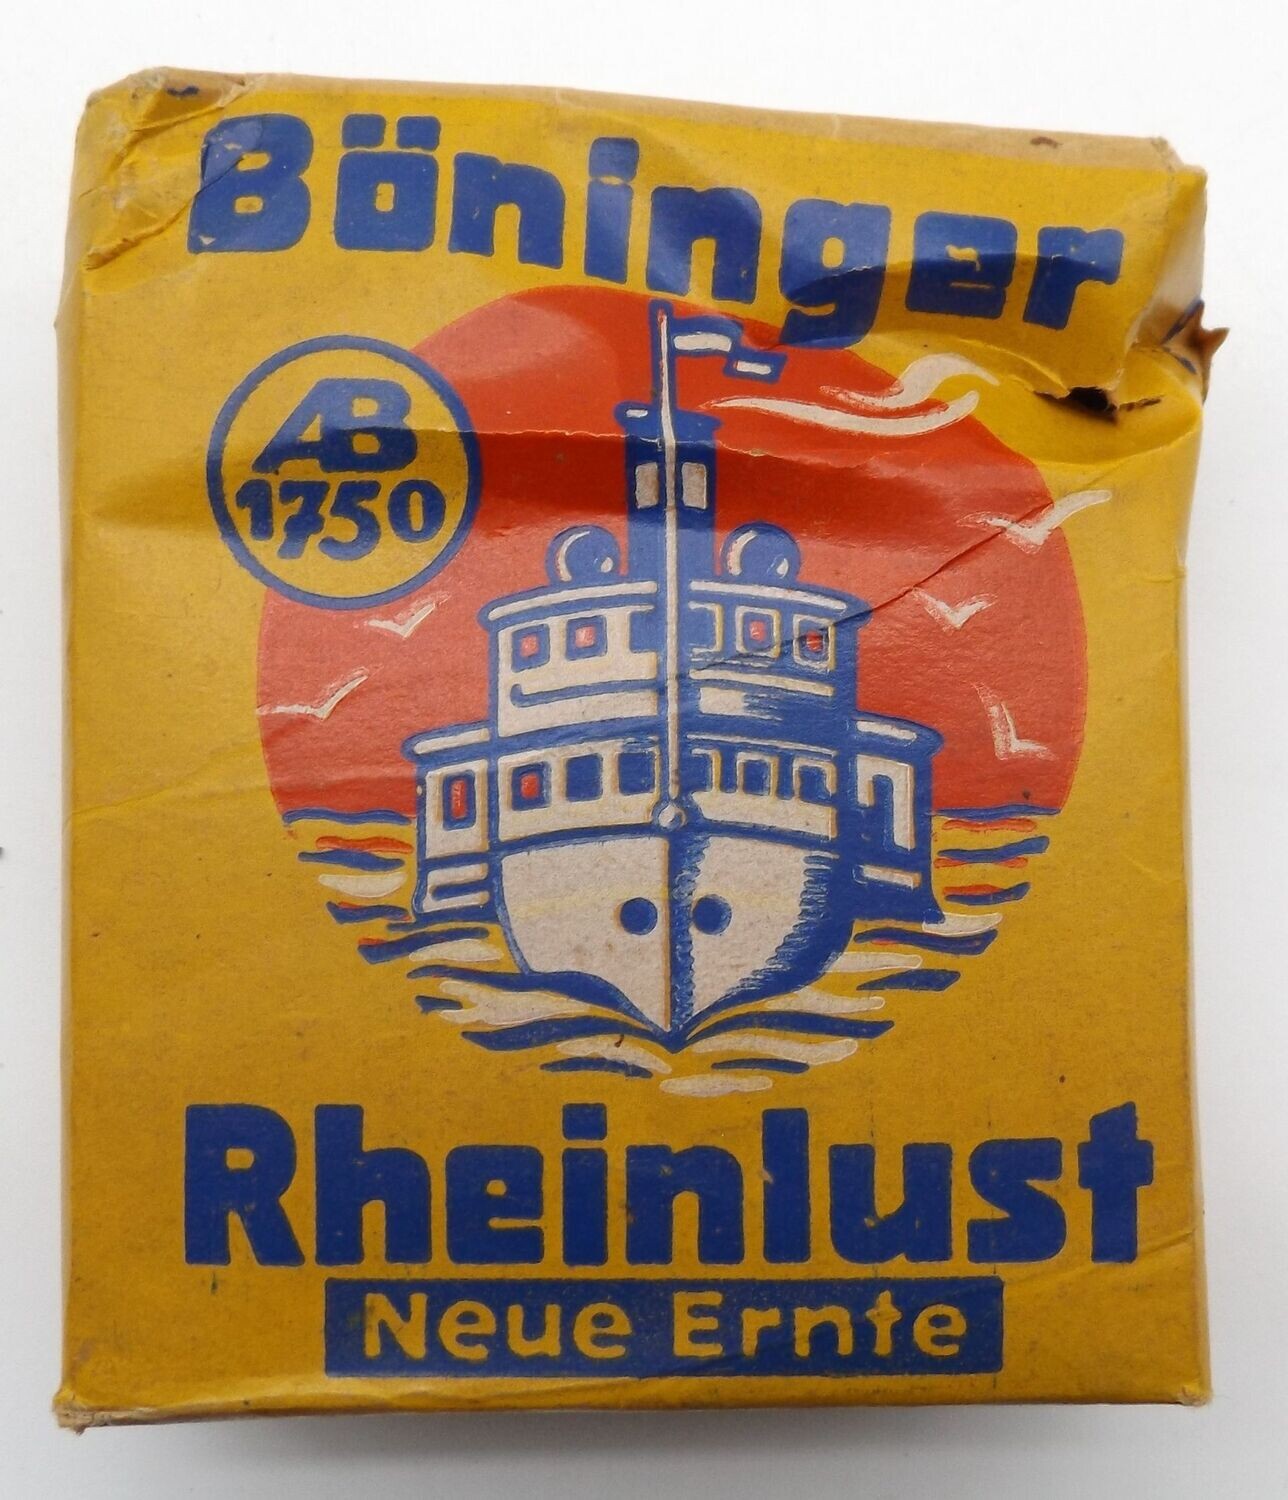 Böninger
AB
1750
Rheinlust
Neue Ernte